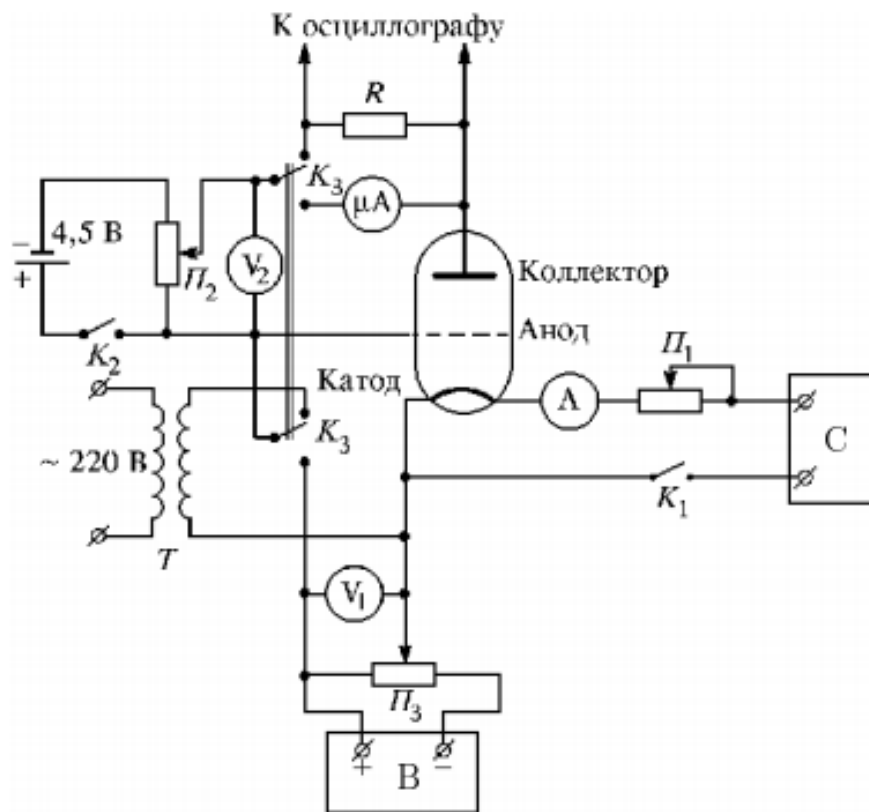 К осциллографу
R
K3
μA
4,5 В
−
+
П2
V2
Коллектор
Анод
K2
Катод
П1
A
С
~ 220 В
K3
K1
T
V1
П3
+
−
В